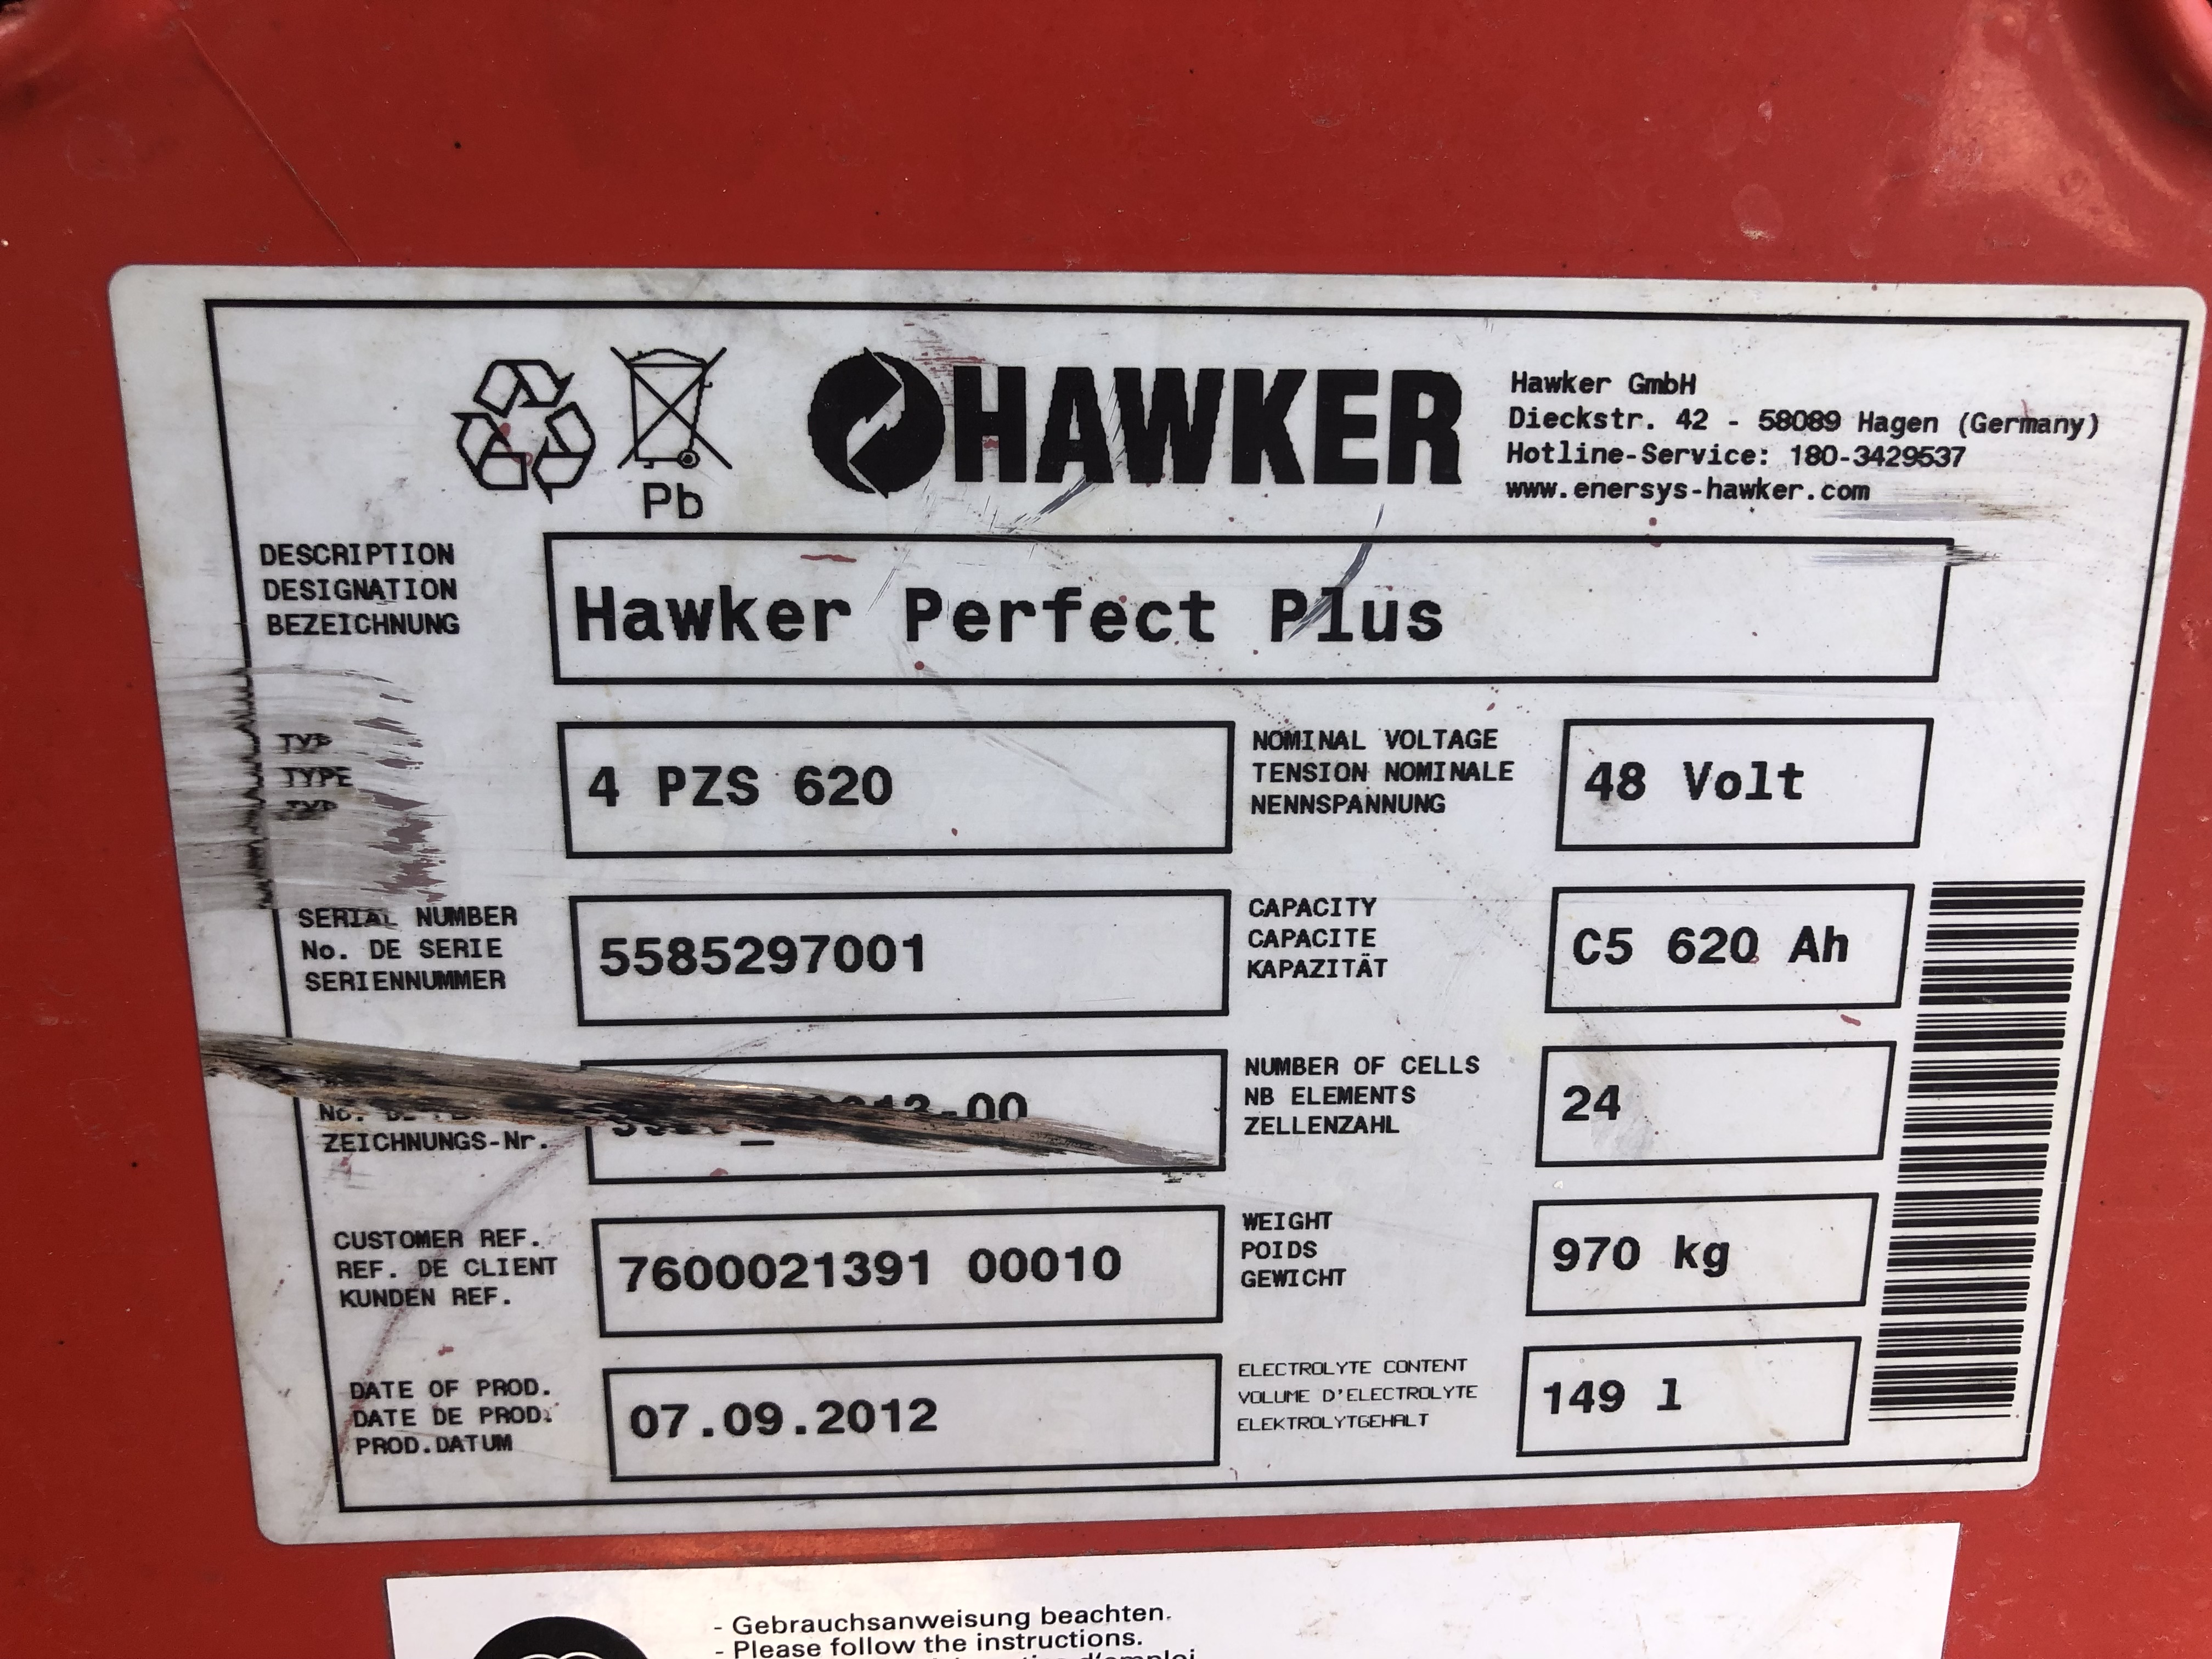 Pb
HAWKER
Hawker GmbH
Dieckstr. 42 - 58089 Hagen (Germany)
Hotline-Service: 180-3429537
www.enersys-hawker.com
DESCRIPTION
DESIGNATION
BEZEICHNUNG
Hawker Perfect Plus
TYP
TYPE
TYP
4 PZS 620
NOMINAL VOLTAGE
TENSION NOMINALE
NENNSPANNUNG
48 Volt
SERIAL NUMBER
No. DE SERIE
SERIENNUMMER
5585297001
CAPACITY
CAPACITE
KAPAZITÄT
C5 620 Ah
No.
ZEICHNUNGS-Nr.
NUMBER OF CELLS
NB ELEMENTS
ZELLENZAHL
24
CUSTOMER REF.
REF. DE CLIENT
KUNDEN REF.
7600021391 00010
WEIGHT
POIDS
GEWICHT
970 kg
DATE OF PROD.
DATE DE PROD.
PROD.DATUM
07.09.2012
ELECTROLYTE CONTENT
VOLUME D'ELECTROLYTE
ELEKTROLYTGEHALT
149 l
- Gebrauchsanweisung beachten.
- Please follow the instructions.